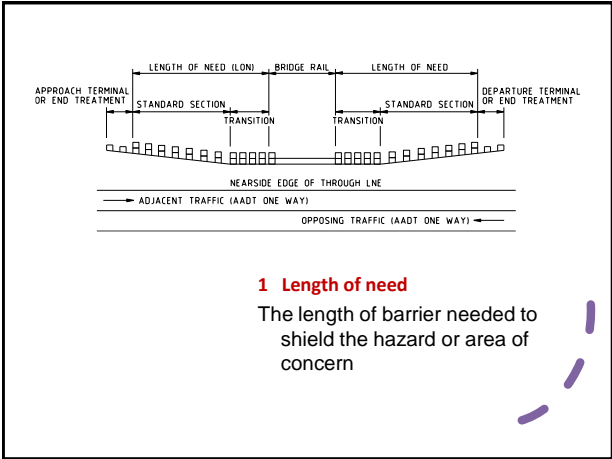 LENGTH OF NEED (LON) BRIDGE RAIL LENGTH OF NEED
APPROACH TERMINAL
OR END TREATMENT
STANDARD SECTION
TRANSITION
TRANSITION
STANDARD SECTION
DEPARTURE TERMINAL
OR END TREATMENT
NEARSIDE EDGE OF THROUGH LNE
ADJACENT TRAFFIC (AADT ONE WAY)
OPPOSING TRAFFIC (AADT ONE WAY)
1 Length of need
The length of barrier needed to
shield the hazard or area of
concern